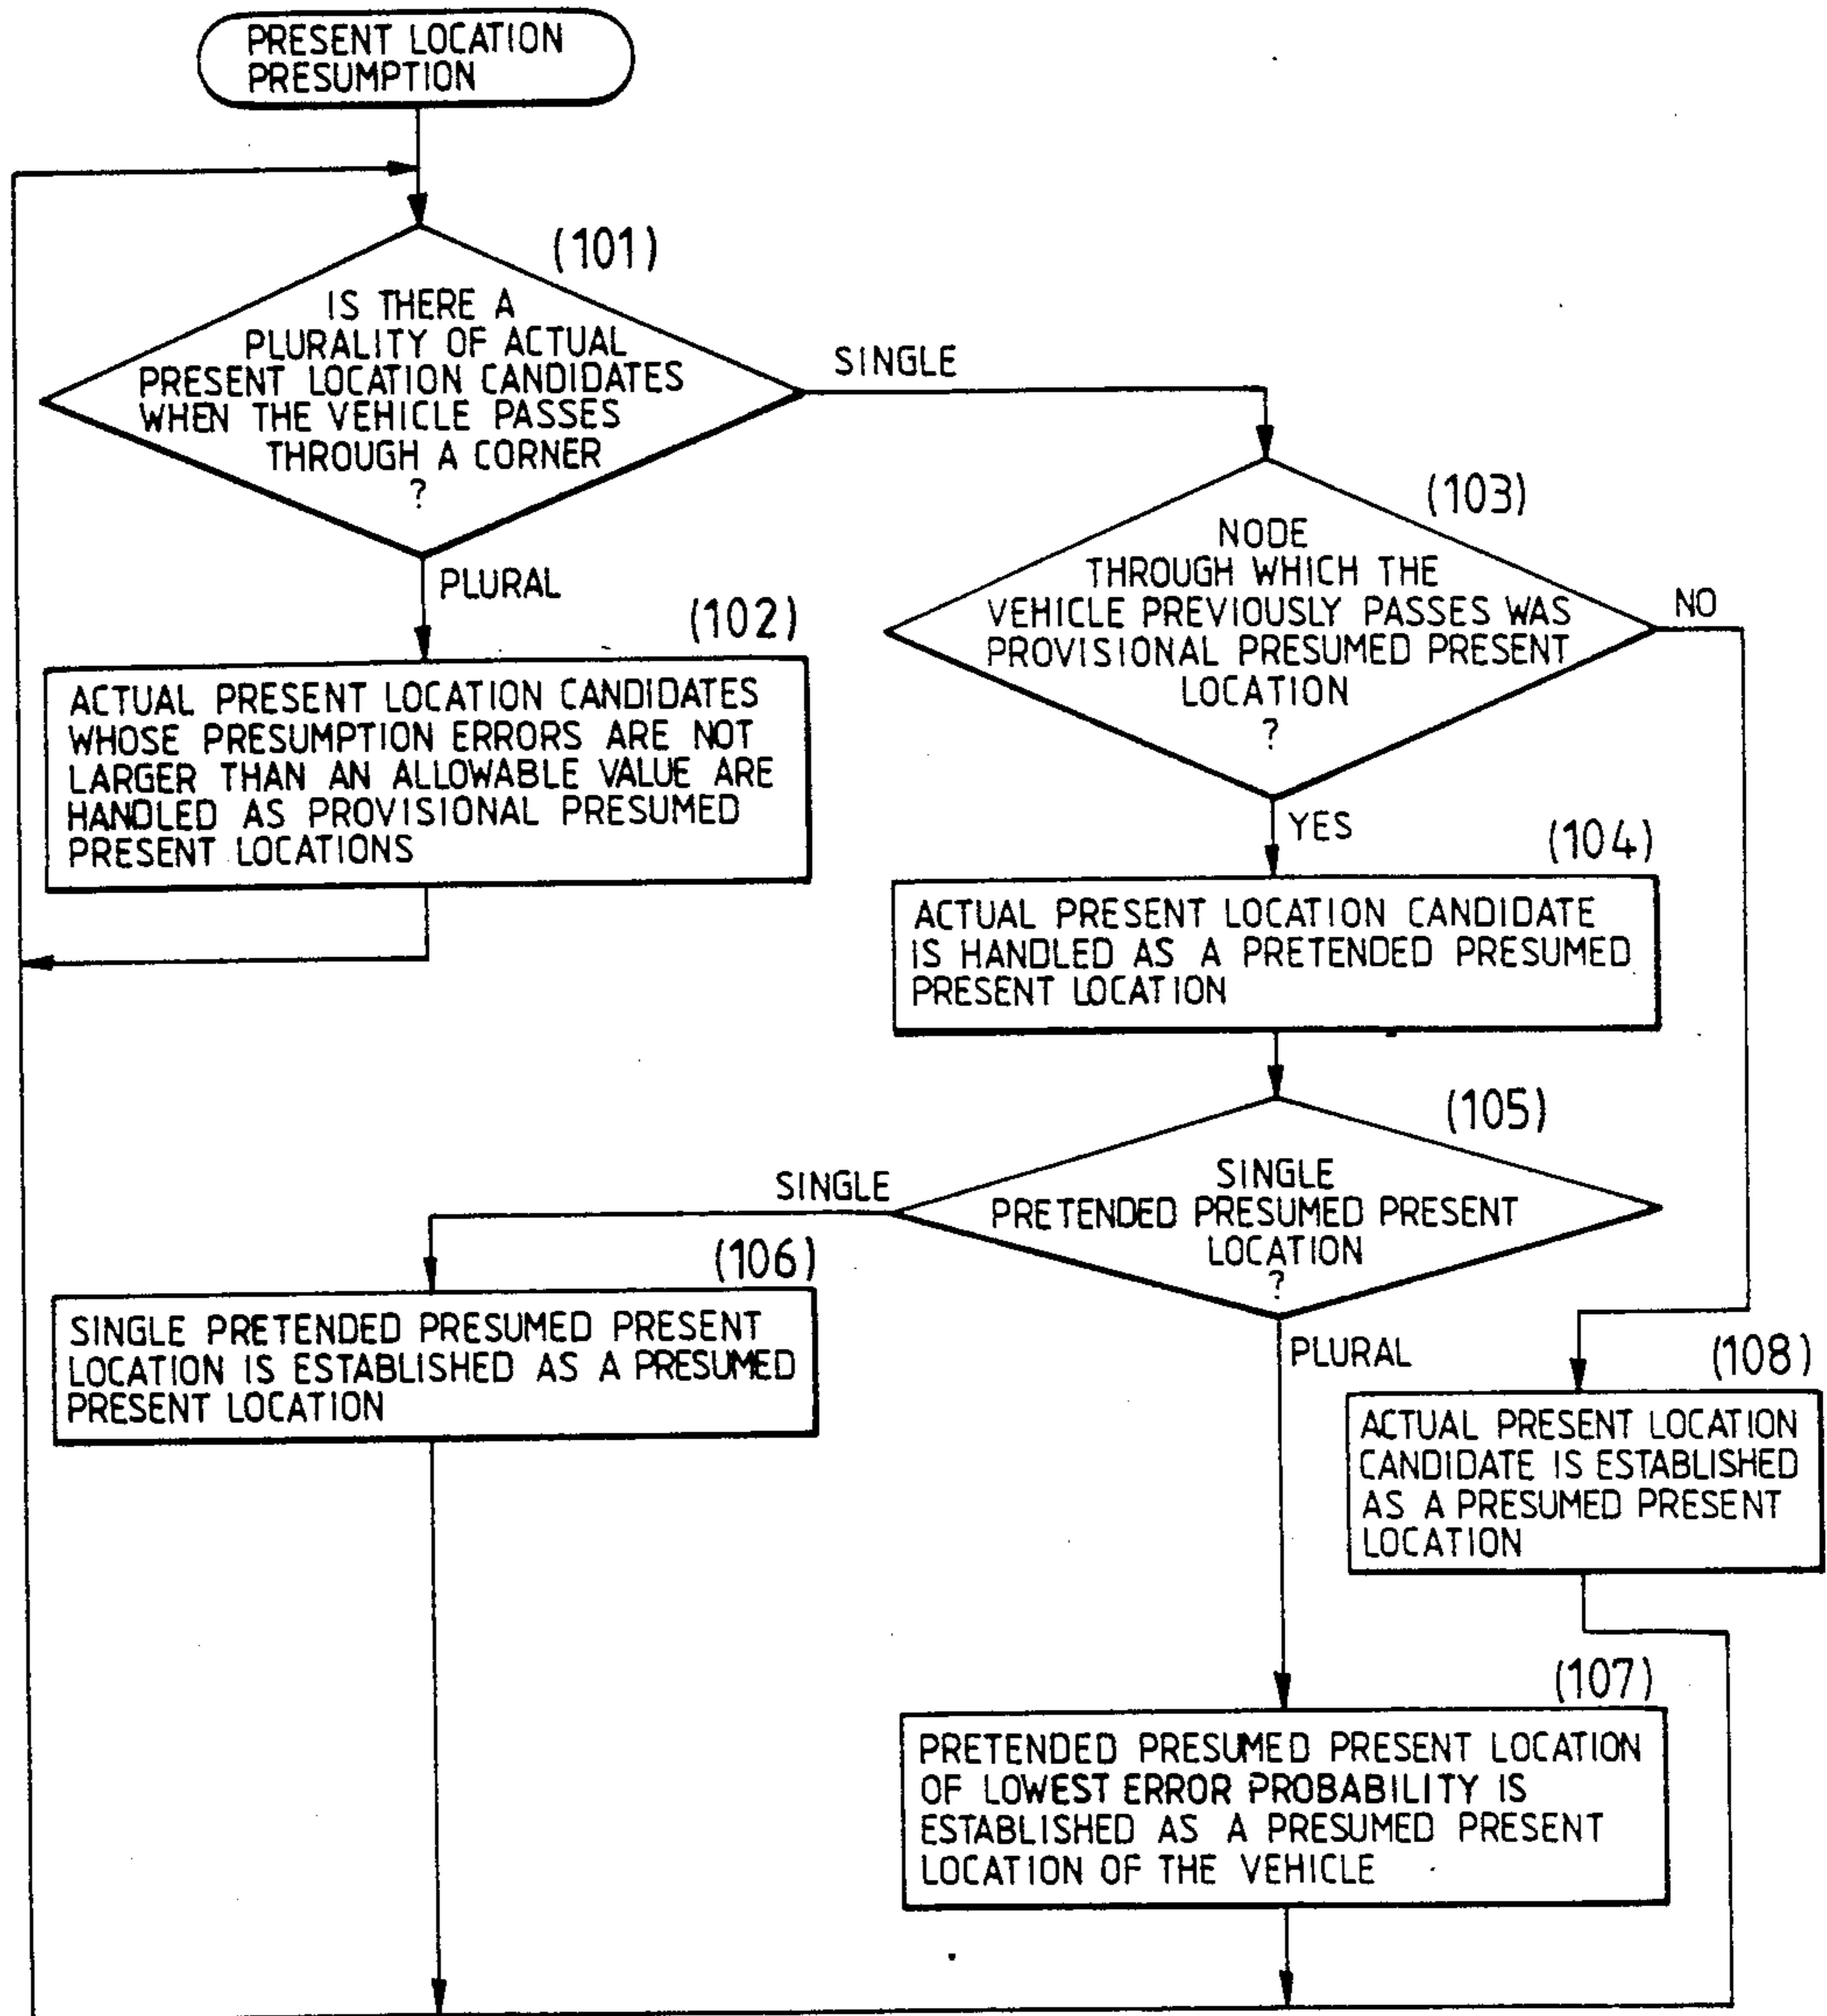 PRESENT LOCATION
PRESUMPTION
(101)
IS THERE A
PLURALITY OF ACTUAL
PRESENT LOCATION CANDIDATES
WHEN THE VEHICLE PASSES
THROUGH A CORNER
?
SINGLE
PLURAL
(102)
ACTUAL PRESENT LOCATION CANDIDATES
WHOSE PRESUMPTION ERRORS ARE NOT
LARGER THAN AN ALLOWABLE VALUE ARE
HANDLED AS PROVISIONAL PRESUMED
PRESENT LOCATIONS
(103)
NODE
THROUGH WHICH THE
VEHICLE PREVIOUSLY PASSES WAS
PROVISIONAL PRESUMED PRESENT
LOCATION
?
NO
YES
(104)
ACTUAL PRESENT LOCATION CANDIDATE
IS HANDLED AS A PRETENDED PRESUMED
PRESENT LOCATION
(105)
SINGLE
PRETENDED PRESUMED PRESENT
LOCATION
?
SINGLE
PLURAL
(106)
SINGLE PRETENDED PRESUMED PRESENT
LOCATION IS ESTABLISHED AS A PRESUMED
PRESENT LOCATION
(108)
ACTUAL PRESENT LOCATION
CANDIDATE IS ESTABLISHED
AS A PRESUMED PRESENT
LOCATION
(107)
PRETENDED PRESUMED PRESENT LOCATION
OF LOWEST ERROR PROBABILITY IS
ESTABLISHED AS A PRESUMED PRESENT
LOCATION OF THE VEHICLE